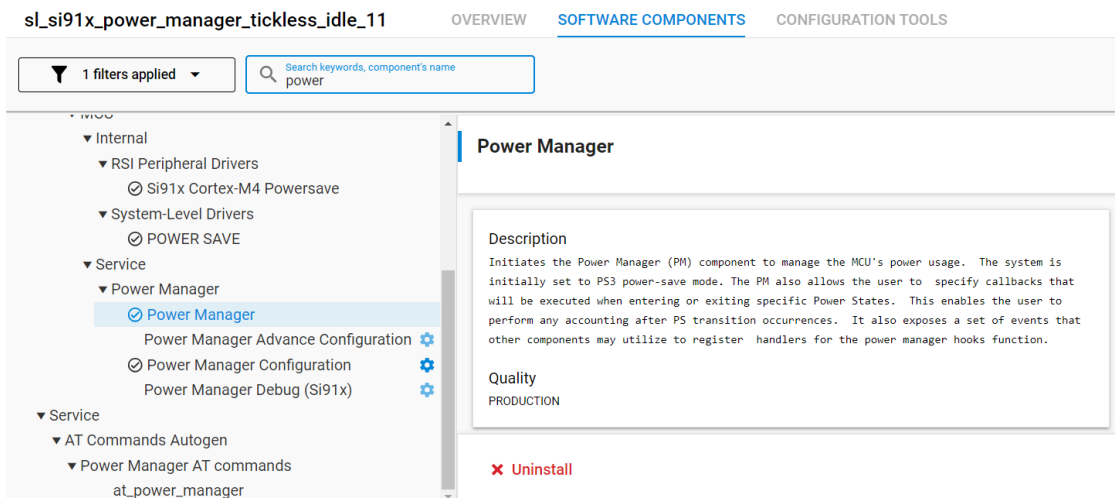 sl_si91x_power_manager_tickless_idle_11 OVERVIEW SOFTWARE COMPONENTS CONFIGURATION TOOLS
1 filters applied
Search keywords, component's name
power
MCU
Internal
RSI Peripheral Drivers
Si91x Cortex-M4 Powersave
System-Level Drivers
POWER SAVE
Service
Power Manager
Power Manager
Power Manager Advance Configuration
Power Manager Configuration
Power Manager Debug (Si91x)
Service
AT Commands Autogen
Power Manager AT commands
at_power_manager
Power Manager
Description
Initiates the Power Manager (PM) component to manage the MCU's power usage.  The system is
initially set to PS3 power-save mode. The PM also allows the user to  specify callbacks that
will be executed when entering or exiting specific Power States.  This enables the user to
perform any accounting after PS transition occurrences.  It also exposes a set of events that
other components may utilize to register  handlers for the power manager hooks function.
Quality
PRODUCTION
Uninstall